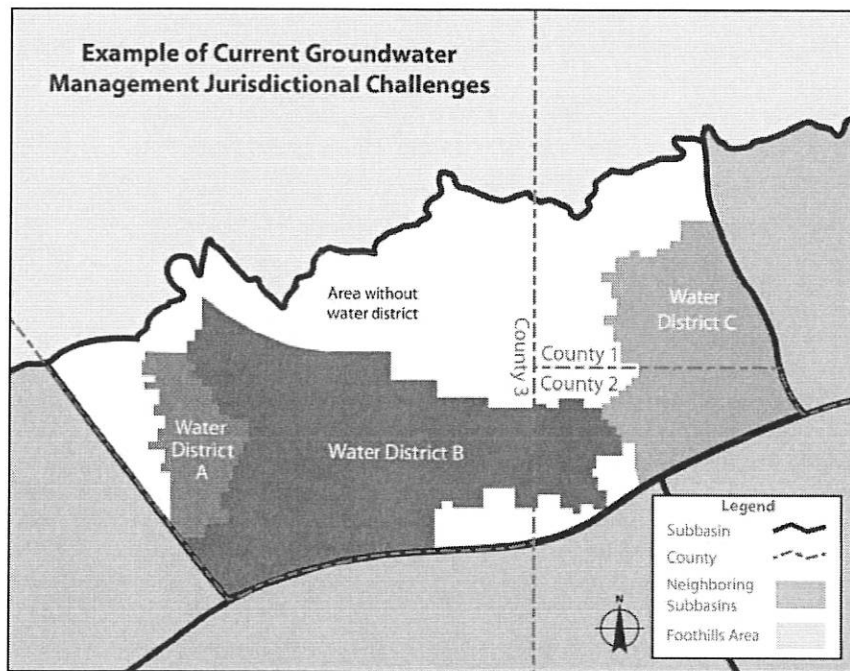 Example of Current Groundwater
Management Jurisdictional Challenges
Area without
water district
Water
District C
County 3
County 1
County 2
Water
District
A
Water District B
Legend
Subbasin
County
Neighboring
Subbasins
Foothills Area
N